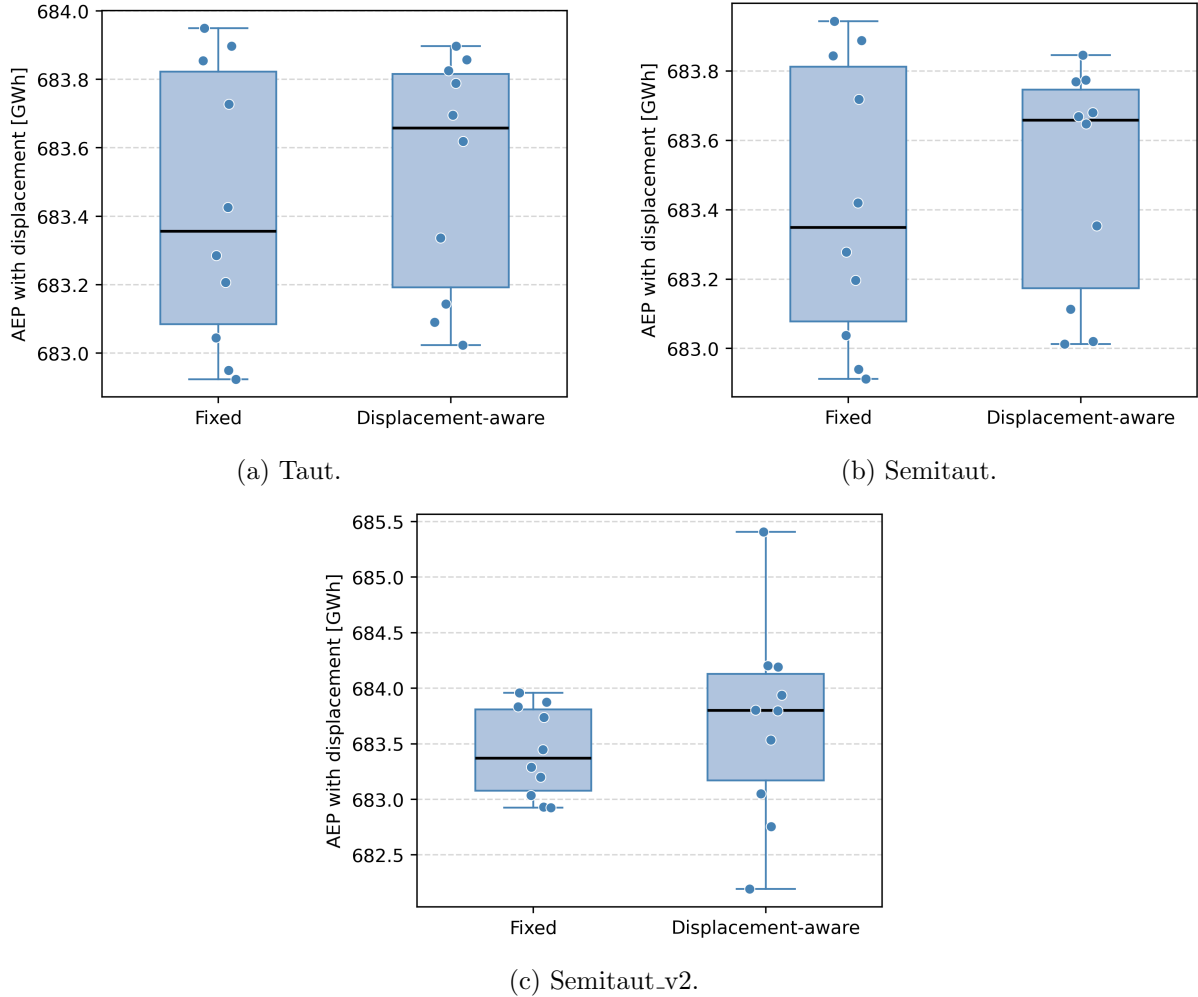 684.0
683.8
683.6
683.4
683.2
683.0
AEP with displacement [GWh]
Fixed
Displacement-aware
(a) Taut.
683.8
683.6
683.4
683.2
683.0
AEP with displacement [GWh]
Fixed
Displacement-aware
(b) Semitaut.
685.5
685.0
684.5
684.0
683.5
683.0
682.5
AEP with displacement [GWh]
Fixed
Displacement-aware
(c) Semitaut_v2.